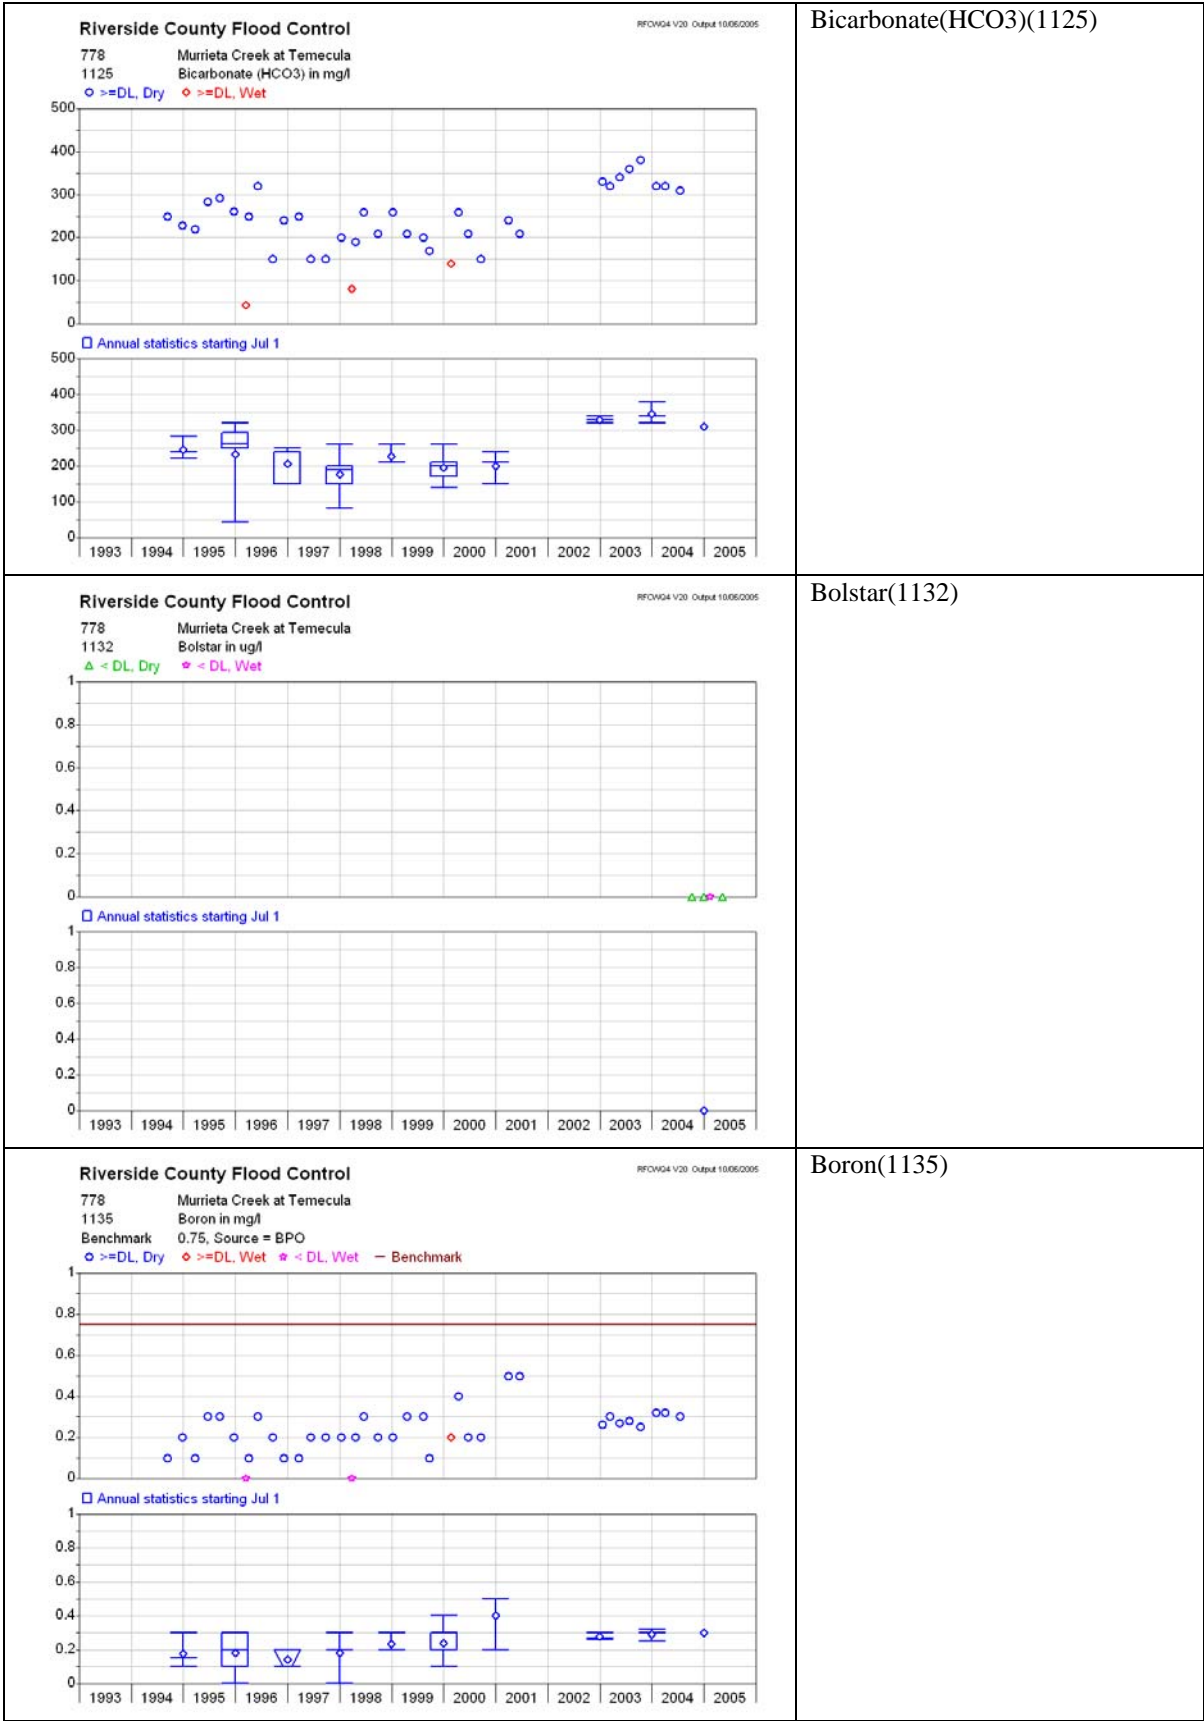 Riverside County Flood Control
RFCWQ4 V20 Output 10/06/2005
Bicarbonate(HCO3)(1125)
778 Murrieta Creek at Temecula
1125 Bicarbonate (HCO3) in mg/l
>=DL, Dry >=DL, Wet
500
400
300
200
100
0
Annual statistics starting Jul 1
500
400
300
200
100
0
1993 1994 1995 1996 1997 1998 1999 2000 2001 2002 2003 2004 2005
Riverside County Flood Control
RFCWQ4 V20 Output 10/06/2005
Bolstar(1132)
778 Murrieta Creek at Temecula
1132 Bolstar in ug/l
< DL, Dry < DL, Wet
1
0.8
0.6
0.4
0.2
0
Annual statistics starting Jul 1
1
0.8
0.6
0.4
0.2
0
1993 1994 1995 1996 1997 1998 1999 2000 2001 2002 2003 2004 2005
Riverside County Flood Control
RFCWQ4 V20 Output 10/06/2005
Boron(1135)
778 Murrieta Creek at Temecula
1135 Boron in mg/l
Benchmark 0.75, Source = BPO
>=DL, Dry >=DL, Wet < DL, Wet Benchmark
1
0.8
0.6
0.4
0.2
0
Annual statistics starting Jul 1
1
0.8
0.6
0.4
0.2
0
1993 1994 1995 1996 1997 1998 1999 2000 2001 2002 2003 2004 2005